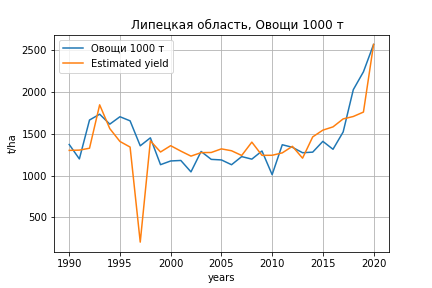 Липецкая область, Овощи 1000 т
Овощи 1000 т
Estimated yield
t/ha
2500
2000
1500
1000
500
1990 1995 2000 2005 2010 2015 2020
years